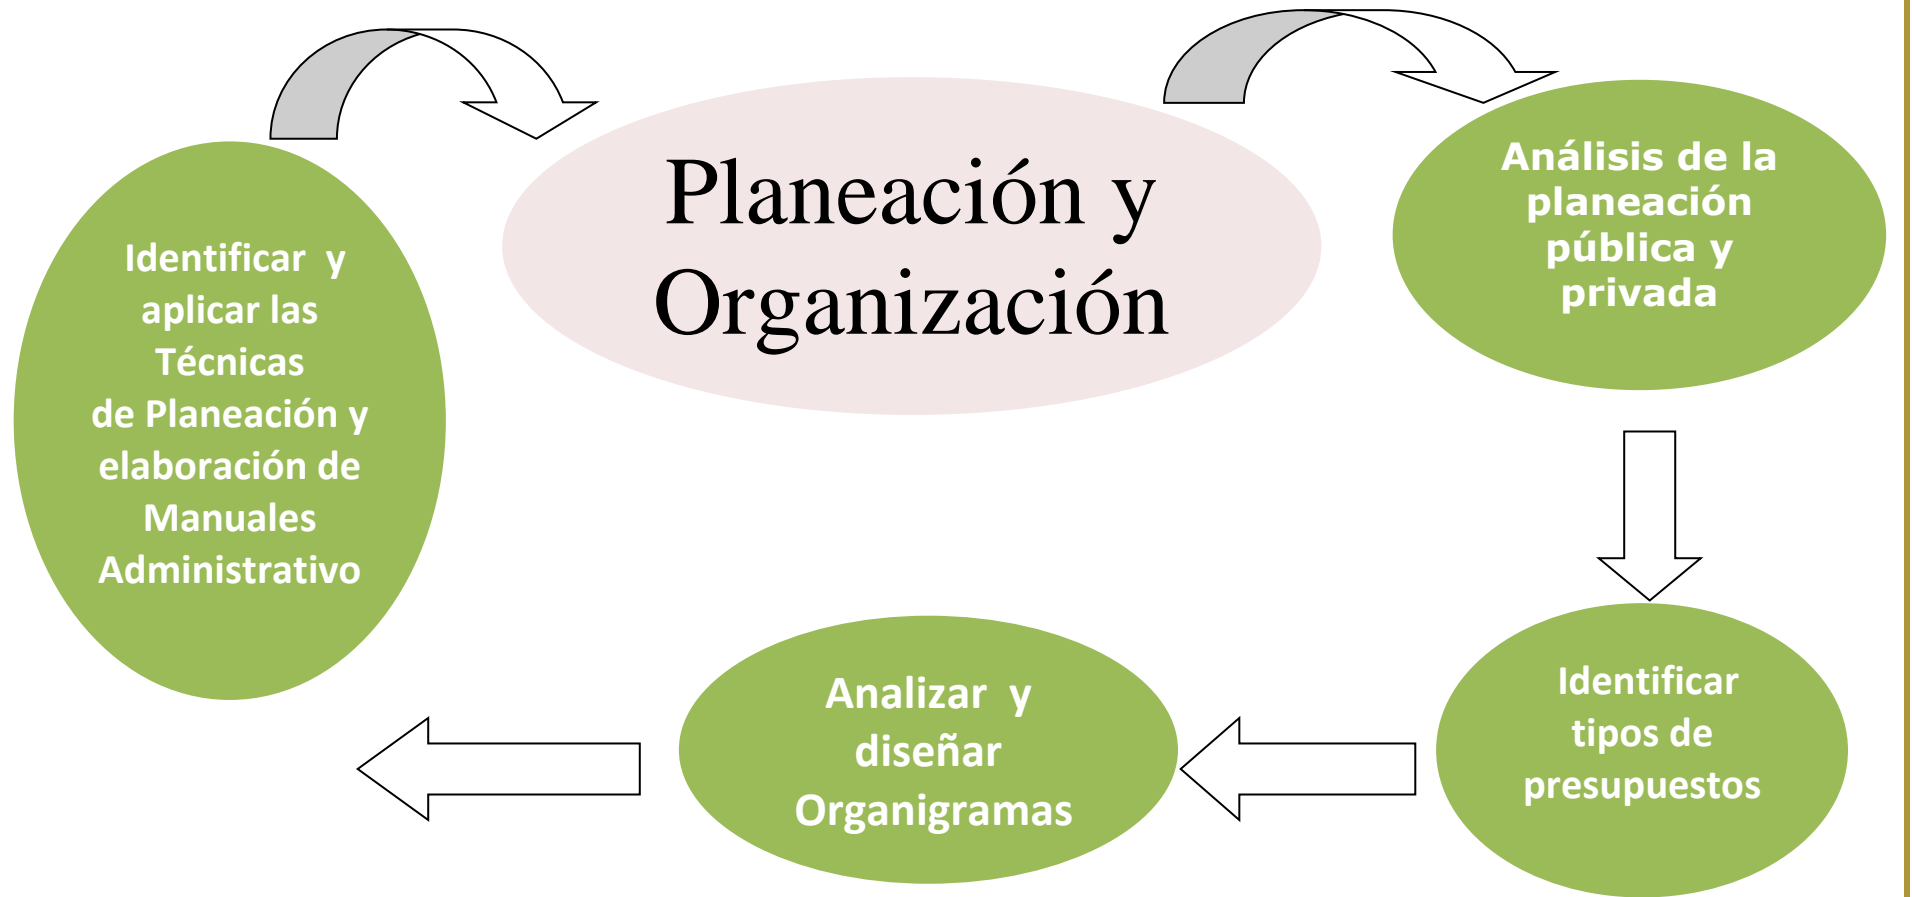 Planeación y
Organización
Análisis de la
planeación
pública y
privada
Identificar
tipos de
presupuestos
Analizar y
diseñar
Organigramas
Identificar y
aplicar las
Técnicas
de Planeación y
elaboración de
Manuales
Administrativo